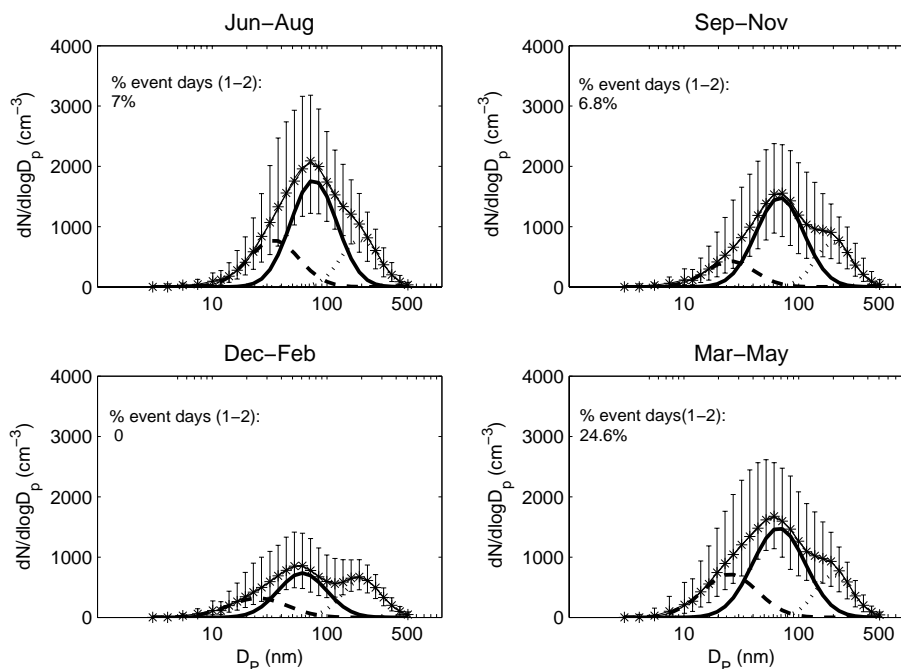 Jun−Aug
4000
3000
2000
1000
0
dN/dlogD_p (cm^−3)
% event days (1−2):
7%
10
100
500
Sep−Nov
4000
3000
2000
1000
0
dN/dlogD_p (cm^−3)
% event days (1−2):
6.8%
10
100
500
Dec−Feb
4000
3000
2000
1000
0
dN/dlogD_p (cm^−3)
% event days (1−2):
0
10
100
500
D_P (nm)
Mar−May
4000
3000
2000
1000
0
dN/dlogD_p (cm^−3)
% event days(1−2):
24.6%
10
100
500
D_P (nm)